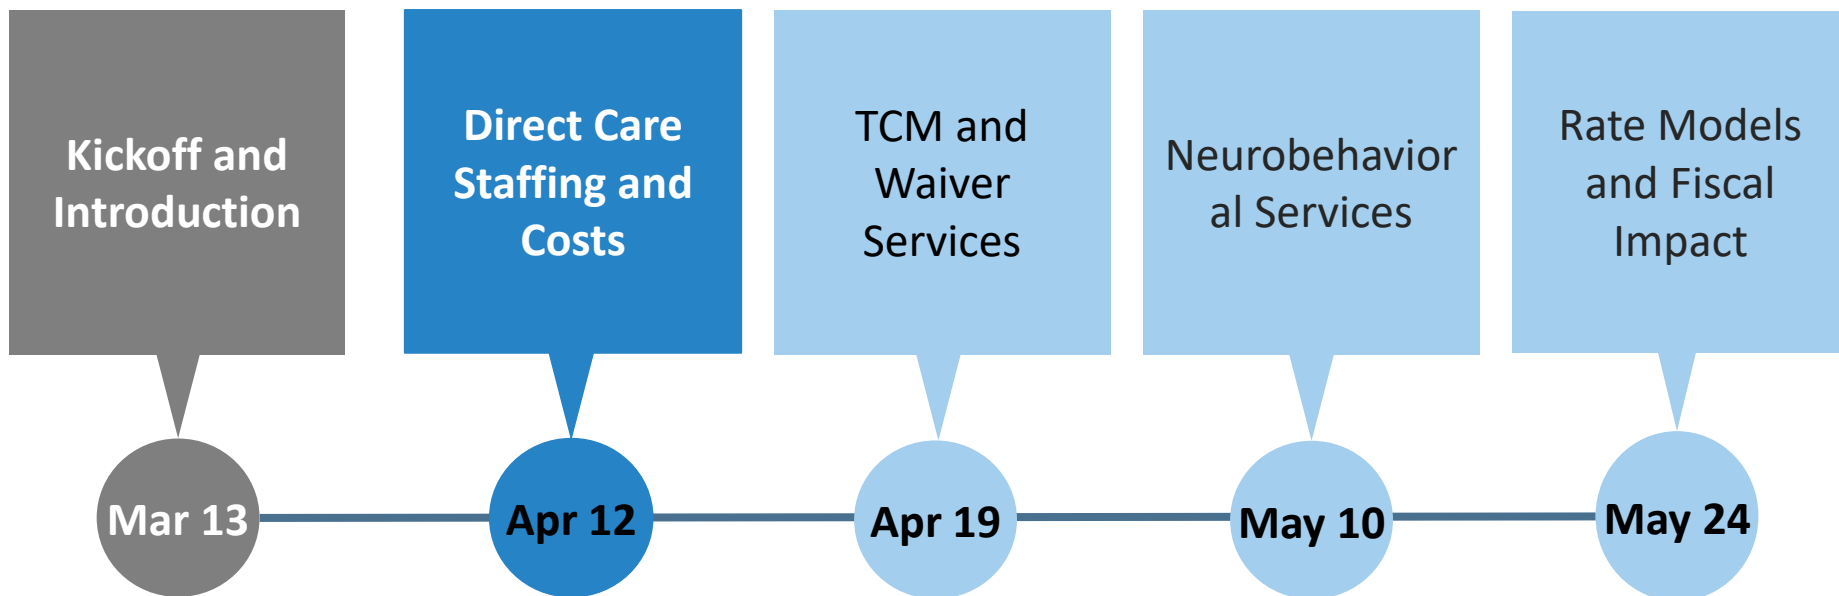 Kickoff and
Introduction
Direct Care
Staffing and
Costs
TCM and
Waiver
Services
Neurobehavior
al Services
Rate Models
and Fiscal
Impact
Mar 13
Apr 12
Apr 19
May 10
May 24